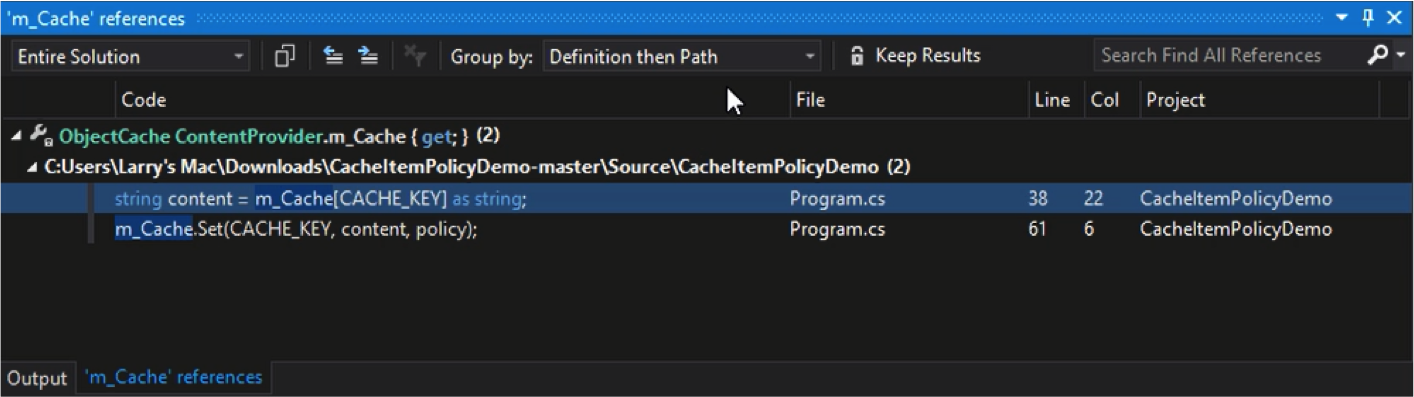 'm_Cache' references
Entire Solution Group by: Definition then Path Keep Results Search Find All References
Code File Line Col Project
ObjectCache ContentProvider.m_Cache { get; } (2)
C:Users\Larry's Mac\Downloads\CacheItemPolicyDemo-master\Source\CacheItemPolicyDemo (2)
string content = m_Cache[CACHE_KEY] as string; Program.cs 38 22 CacheItemPolicyDemo
m_Cache.Set(CACHE_KEY, content, policy); Program.cs 61 6 CacheItemPolicyDemo
Output 'm_Cache' references